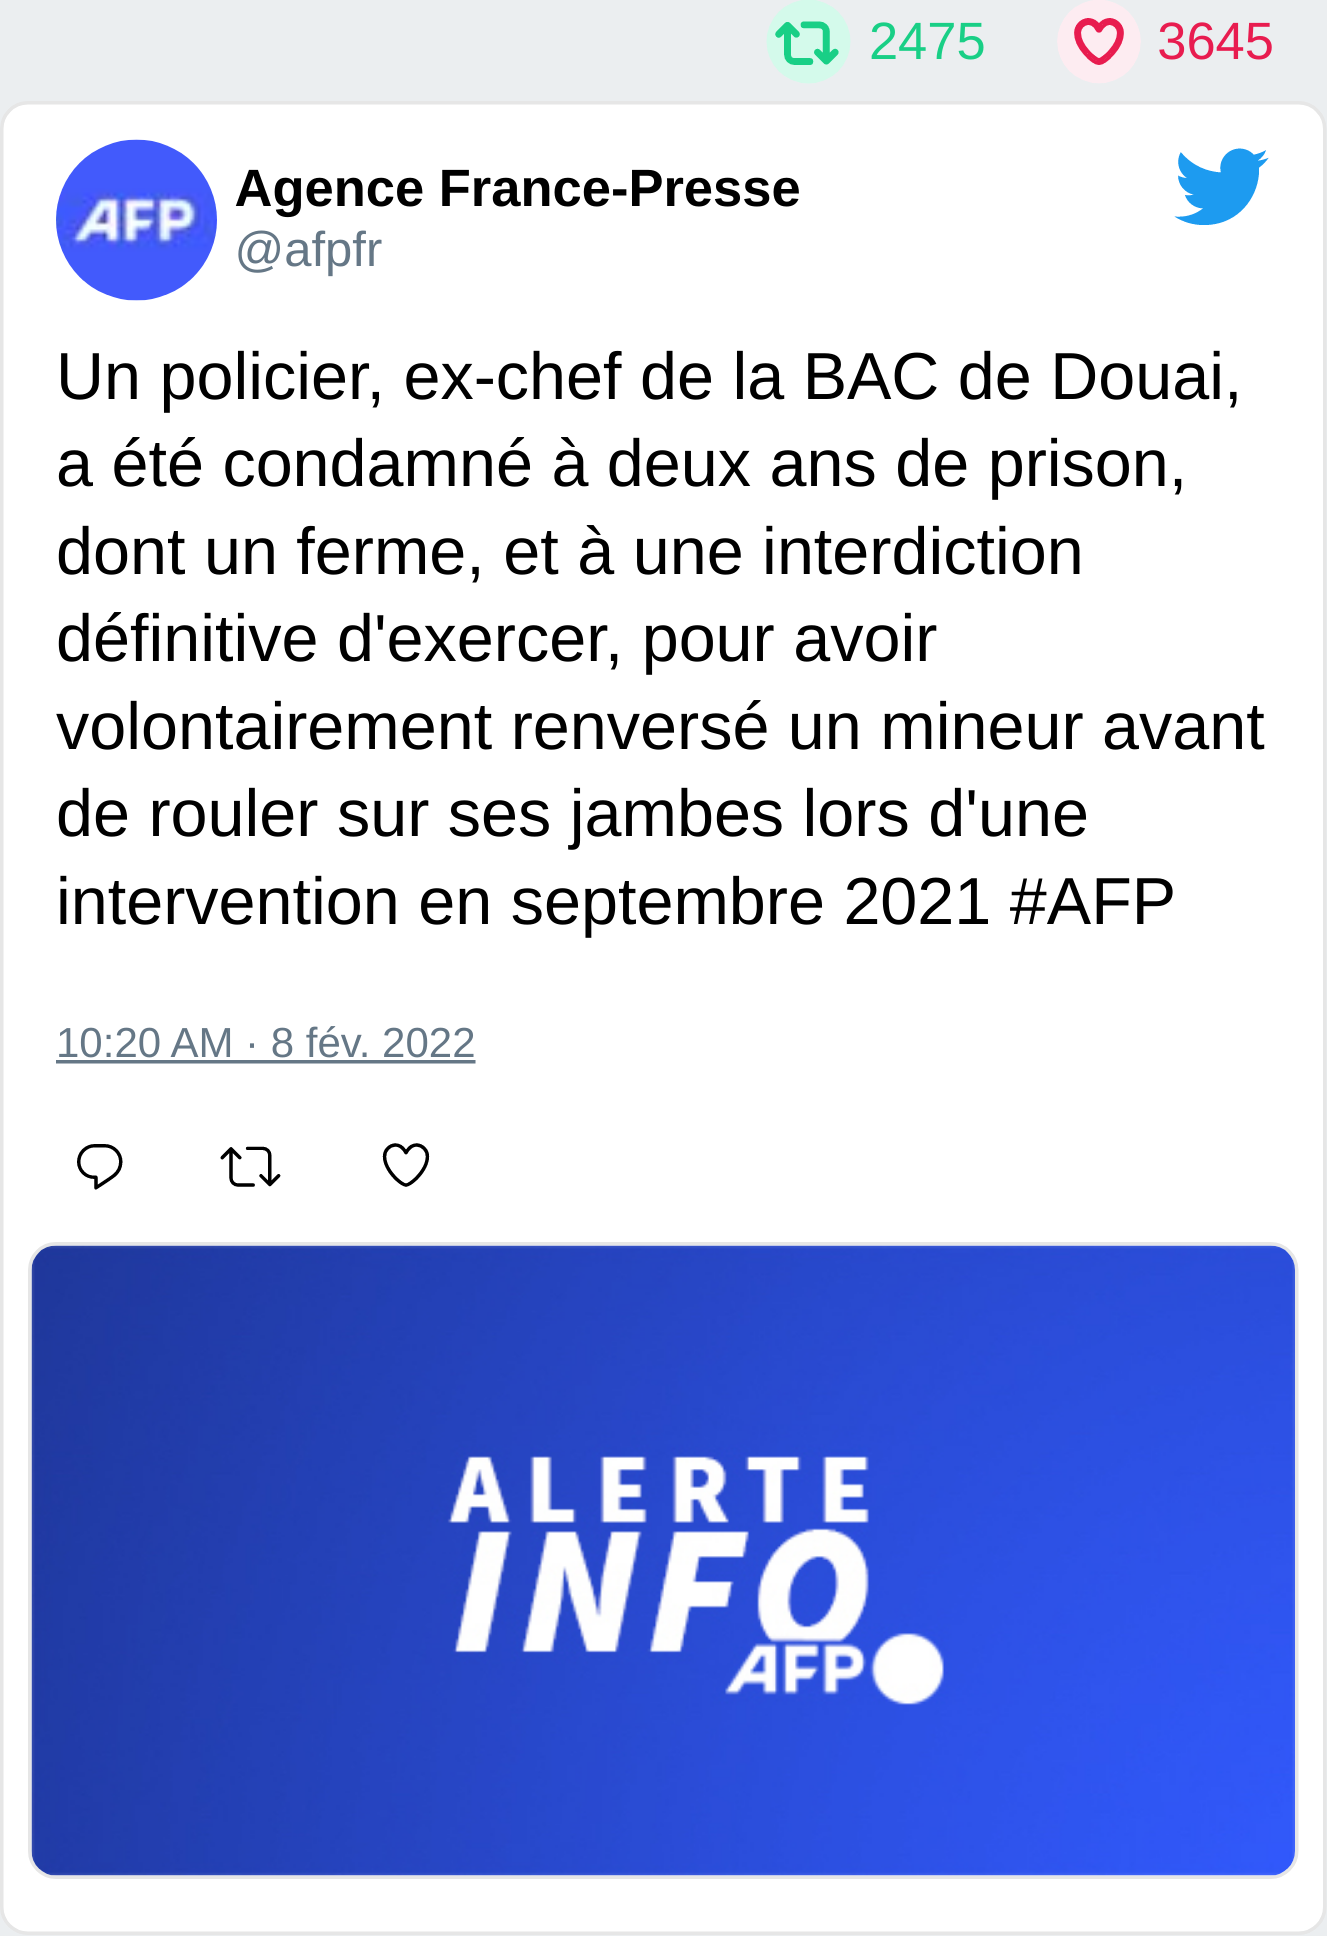 2475 3645
AFP
Agence France-Presse
@afpfr
Un policier, ex-chef de la BAC de Douai,
a été condamné à deux ans de prison,
dont un ferme, et à une interdiction
définitive d'exercer, pour avoir
volontairement renversé un mineur avant
de rouler sur ses jambes lors d'une
intervention en septembre 2021 #AFP
10:20 AM · 8 fév. 2022
ALERTE
INFO
AFP